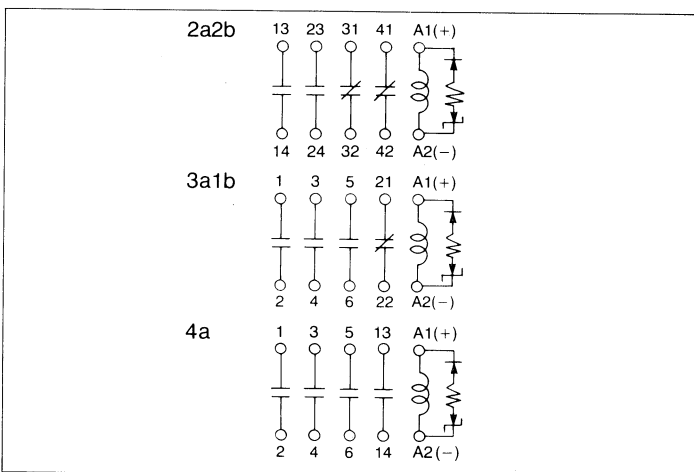 2a2b 13 23 31 41 A1(+)
14 24 32 42 A2(−)
3a1b 1 3 5 21 A1(+)
2 4 6 22 A2(−)
4a 1 3 5 13 A1(+)
2 4 6 14 A2(−)